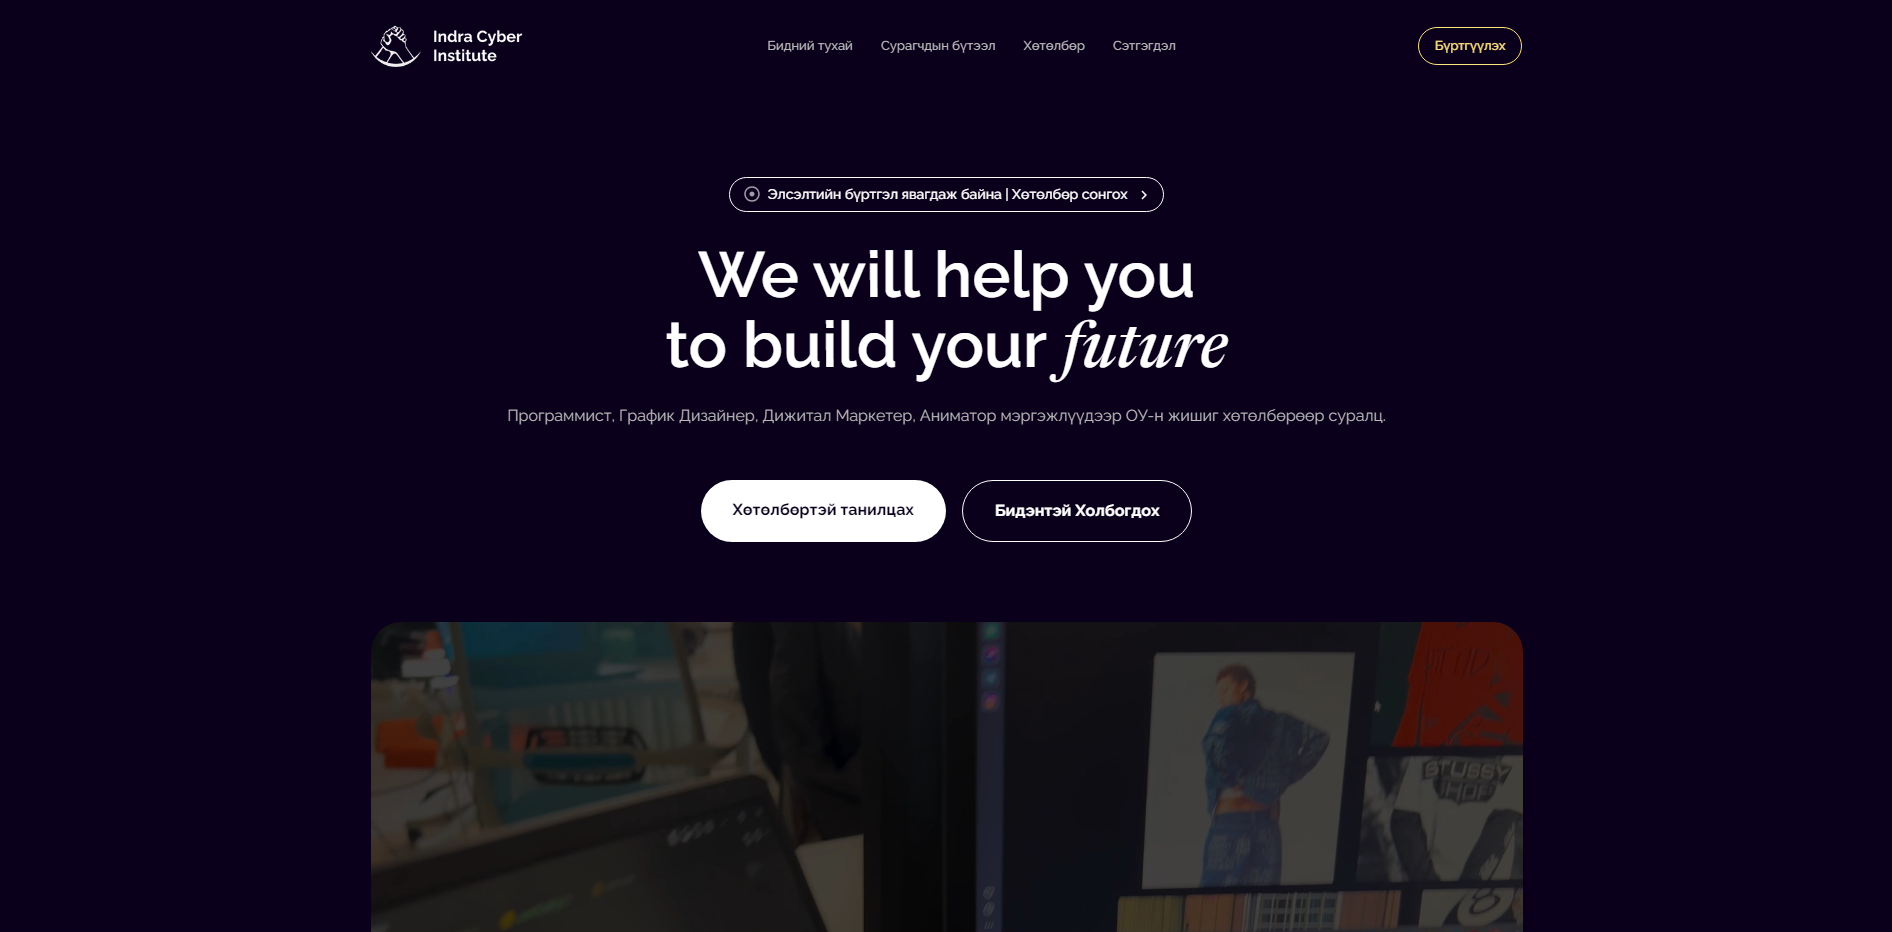 Indra Cyber
Institute
Бидний тухай
Сурагчдын бүтээл
Хөтөлбөр
Сэтгэгдэл
Бүртгүүлэх
Элсэлтийн бүртгэл явагдаж байна | Хөтөлбөр сонгох
We will help you
to build your future
Программист, График Дизайнер, Дижитал Маркетер, Аниматор мэргэжлүүдээр ОУ-н жишиг хөтөлбөрөөр суралц.
Хөтөлбөртэй танилцах
Бидэнтэй Холбогдох
STUSSY